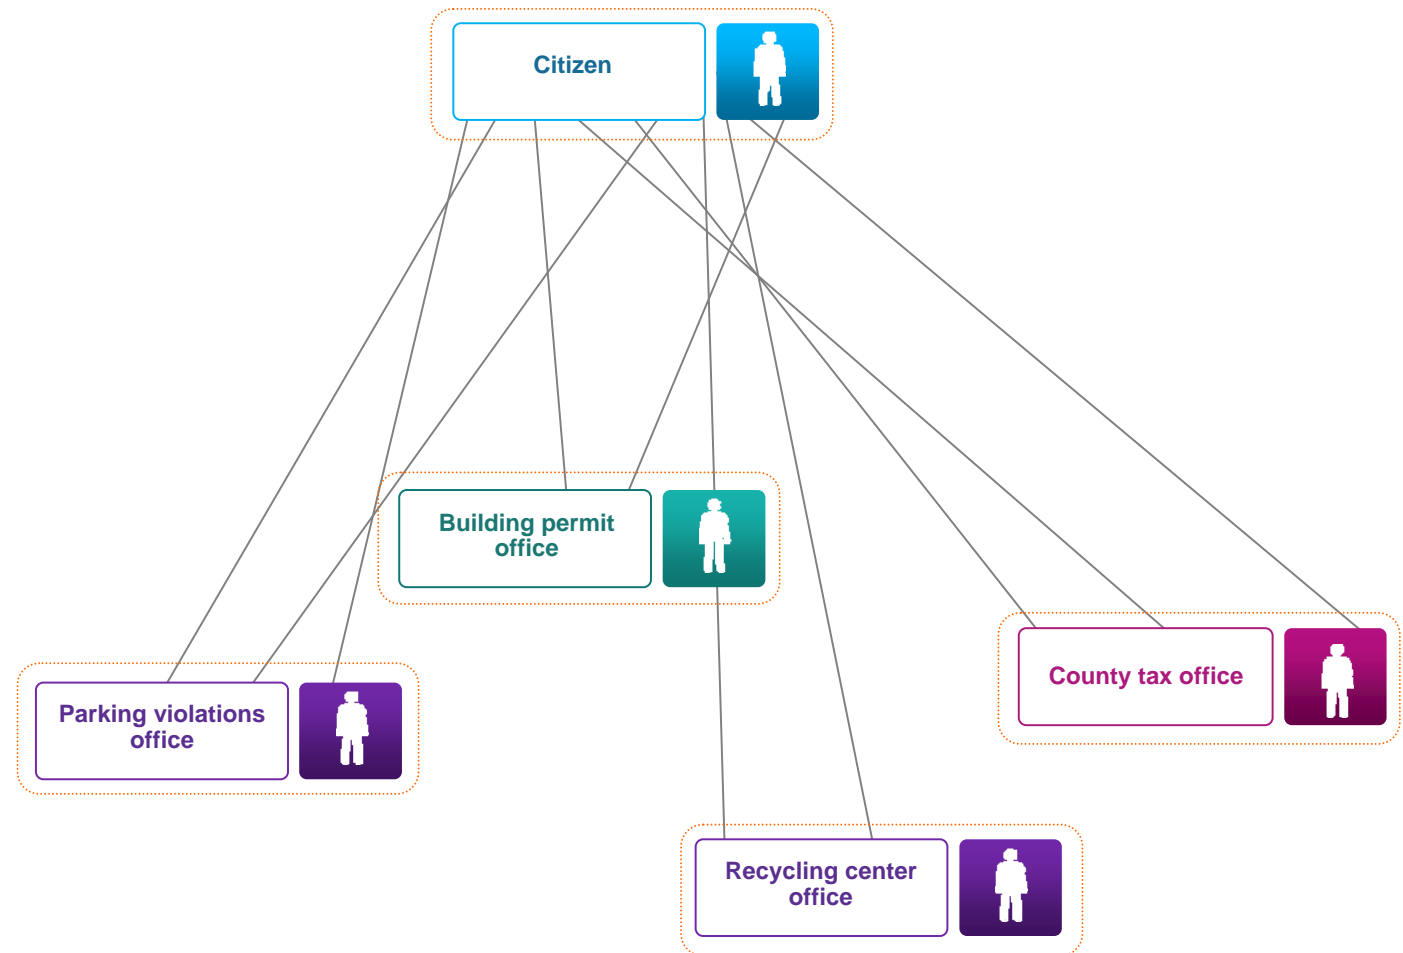 Citizen
Building permit
office
County tax office
Parking violations
office
Recycling center
office